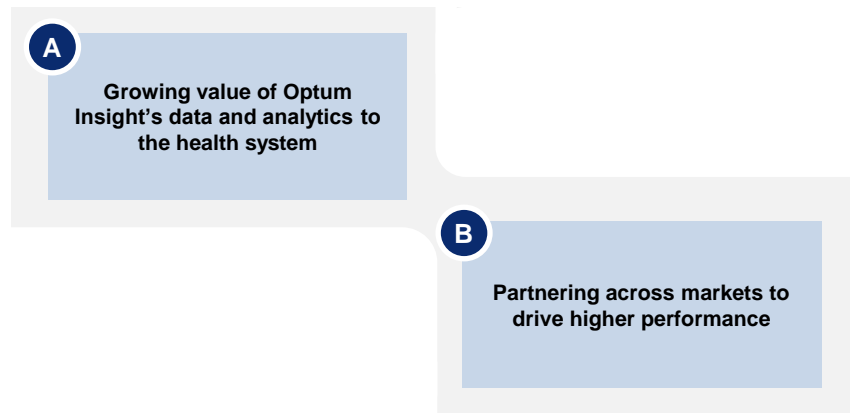 A
Growing value of Optum
Insight's data and analytics to
the health system
B
Partnering across markets to
drive higher performance